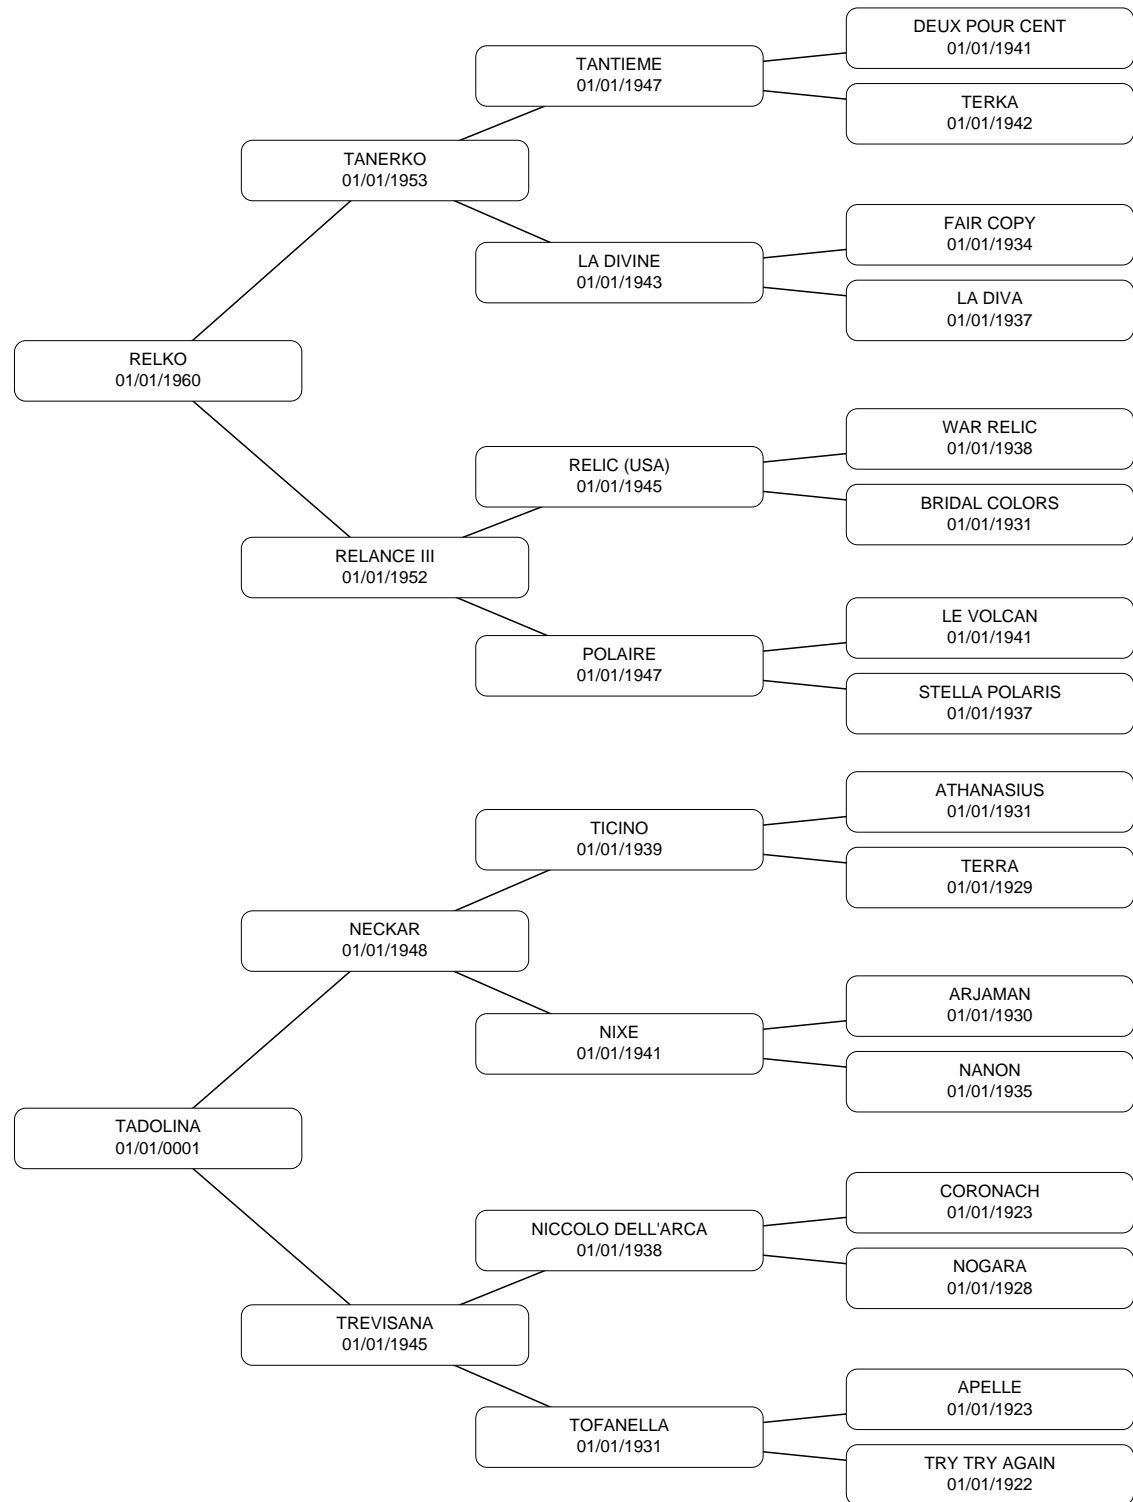 DEUX POUR CENT
01/01/1941
TANTIEME
01/01/1947
TERKA
01/01/1942
TANERKO
01/01/1953
FAIR COPY
01/01/1934
LA DIVINE
01/01/1943
LA DIVA
01/01/1937
RELKO
01/01/1960
WAR RELIC
01/01/1938
RELIC (USA)
01/01/1945
BRIDAL COLORS
01/01/1931
RELANCE III
01/01/1952
LE VOLCAN
01/01/1941
POLAIRE
01/01/1947
STELLA POLARIS
01/01/1937
ATHANASIUS
01/01/1931
TICINO
01/01/1939
TERRA
01/01/1929
NECKAR
01/01/1948
ARJAMAN
01/01/1930
NIXE
01/01/1941
NANON
01/01/1935
TADOLINA
01/01/0001
CORONACH
01/01/1923
NICCOLO DELL'ARCA
01/01/1938
NOGARA
01/01/1928
TREVISANA
01/01/1945
APELLE
01/01/1923
TOFANELLA
01/01/1931
TRY TRY AGAIN
01/01/1922